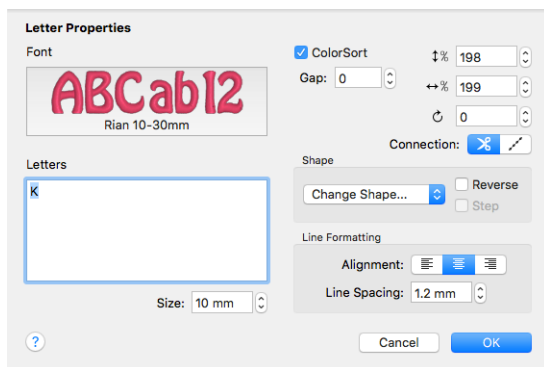 Letter Properties
Font
ABCab12
Rian 10-30mm
Letters
K
Size: 10 mm
ColorSort
Gap: 0
% 198
% 199
0
Connection:
Shape
Change Shape...
Reverse
Step
Line Formatting
Alignment:
Line Spacing: 1.2 mm
?
Cancel
OK